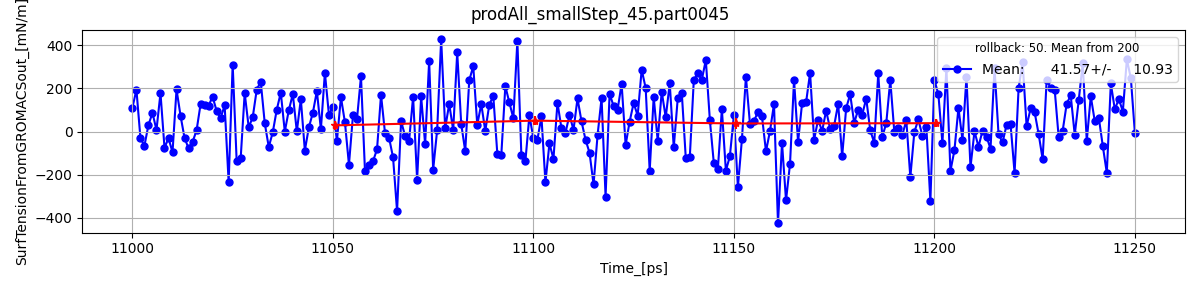 prodAll_smallStep_45.part0045
SurfTensionFromGROMACSout_[mN/m]
400
200
0
−200
−400
rollback: 50. Mean from 200
Mean: 41.57+/- 10.93
11000
11050
11100
11150
11200
11250
Time_[ps]